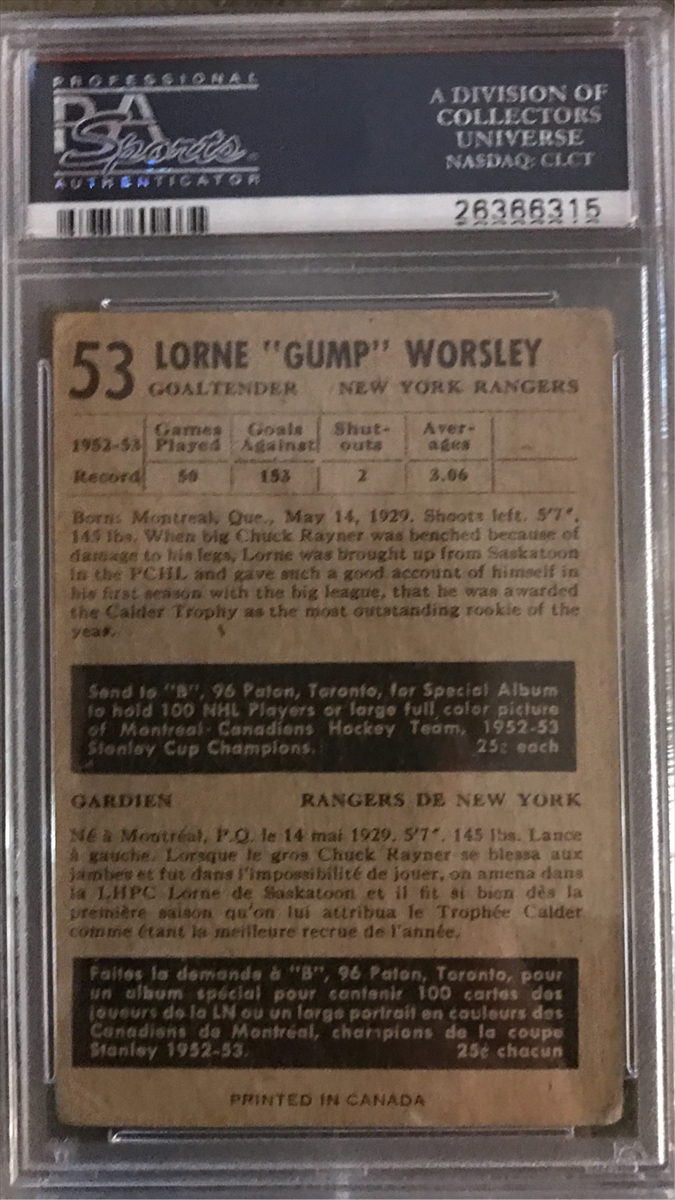 PROFESSIONAL
PSA
Sports
AUTHENTICATOR
A DIVISION OF
COLLECTORS
UNIVERSE
NASDAQ: CLCT
26366315
53 LORNE "GUMP" WORSLEY
GOALTENDER NEW YORK RANGERS
Games Goals Shut- Aver-
1952-53 Played Against outs ages
Record 50 153 2 3.06
Born: Montreal, Que., May 14, 1929. Shoots left. 5'7",
145 lbs. When big Chuck Rayner was benched because of
damage to his legs, Lorne was brought up from Saskatoon
in the PCHL and gave such a good account of himself in
his first season with the big league, that he was awarded
the Calder Trophy as the most outstanding rookie of the
year.
Send to "B", 96 Paton, Toronto, for Special Album
to hold 100 NHL Players or large full color picture
of Montreal Canadiens Hockey Team, 1952-53
Stanley Cup Champions. 25¢ each
GARDIEN RANGERS DE NEW YORK
Né à Montréal, P.Q. le 14 mai 1929. 5'7". 145 lbs. Lance
à gauche. Lorsque le gros Chuck Rayner se blessa aux
jambes et fut dans l'impossibilité de jouer, on amena dans
la LHPC Lorne de Saskatoon et il fit si bien dès la
première saison qu'on lui attribua le Trophée Calder
comme étant la meilleure recrue de l'année.
Faites la demande à "B", 96 Paton, Toronto, pour
un album spécial pour contenir 100 cartes des
joueurs de la LN ou un large portrait en couleurs des
Canadiens de Montréal, champions de la coupe
Stanley 1952-53. 25¢ chacun
PRINTED IN CANADA